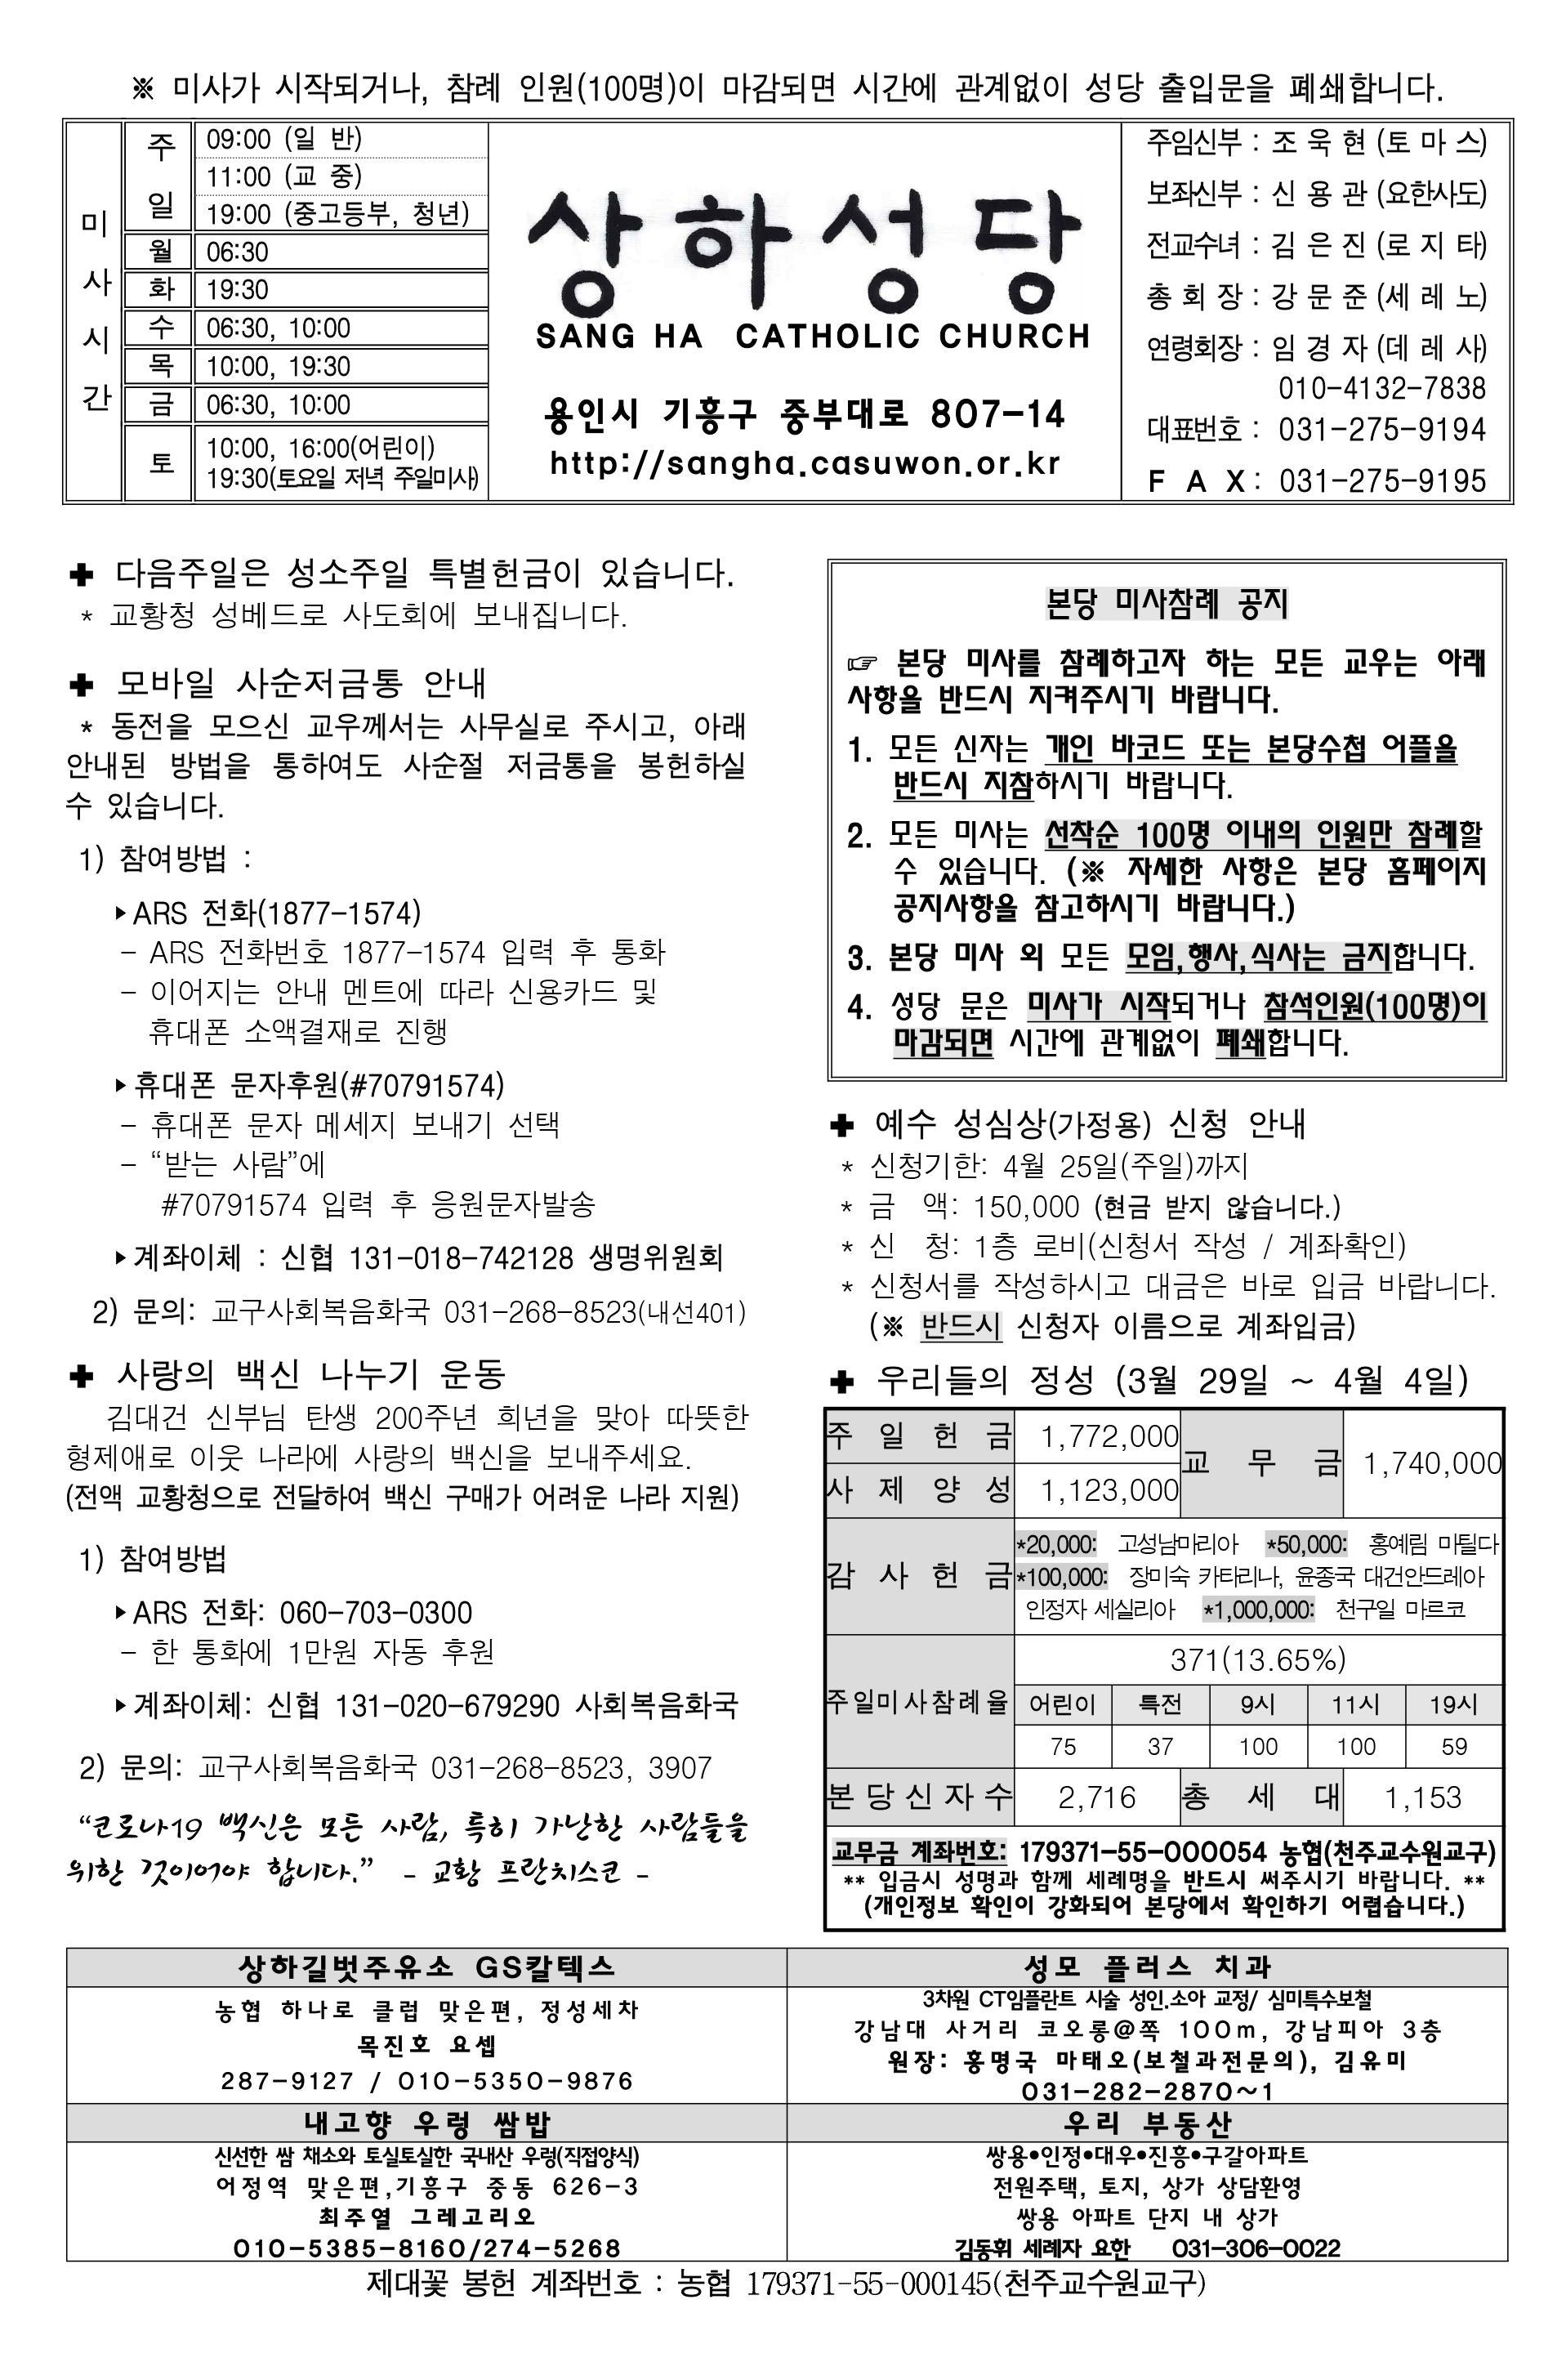 ※ 미사가 시작되거나, 참례 인원(100명)이 마감되면 시간에 관계없이 성당 출입문을 폐쇄합니다.
미사시간
주일
09:00 (일 반)
11:00 (교 중)
19:00 (중고등부, 청년)
월 06:30
화 19:30
수 06:30, 10:00
목 10:00, 19:30
금 06:30, 10:00
토 10:00, 16:00(어린이)
19:30(토요일 저녁 주일미사)
상하성당
SANG HA CATHOLIC CHURCH
용인시 기흥구 중부대로 807-14
http://sangha.casuwon.or.kr
주임신부 : 조 욱 현 (토 마 스)
보좌신부 : 신 용 관 (요한사도)
전교수녀 : 김 은 진 (로 지 타)
총 회 장 : 강 문 준 (세 레 노)
연령회장 : 임 경 자 (데 레 사)
010-4132-7838
대표번호 : 031-275-9194
F A X : 031-275-9195
✚ 다음주일은 성소주일 특별헌금이 있습니다.
* 교황청 성베드로 사도회에 보내집니다.
✚ 모바일 사순저금통 안내
* 동전을 모으신 교우께서는 사무실로 주시고, 아래
안내된 방법을 통하여도 사순절 저금통을 봉헌하실
수 있습니다.
1) 참여방법 :
▸ARS 전화(1877-1574)
- ARS 전화번호 1877-1574 입력 후 통화
- 이어지는 안내 멘트에 따라 신용카드 및
휴대폰 소액결재로 진행
▸휴대폰 문자후원(#70791574)
- 휴대폰 문자 메세지 보내기 선택
- “받는 사람”에
#70791574 입력 후 응원문자발송
▸계좌이체 : 신협 131-018-742128 생명위원회
2) 문의: 교구사회복음화국 031-268-8523(내선401)
✚ 사랑의 백신 나누기 운동
김대건 신부님 탄생 200주년 희년을 맞아 따뜻한
형제애로 이웃 나라에 사랑의 백신을 보내주세요.
(전액 교황청으로 전달하여 백신 구매가 어려운 나라 지원)
1) 참여방법
▸ARS 전화: 060-703-0300
- 한 통화에 1만원 자동 후원
▸계좌이체: 신협 131-020-679290 사회복음화국
2) 문의: 교구사회복음화국 031-268-8523, 3907
“코로나19 백신은 모든 사람, 특히 가난한 사람들을
위한 것이어야 합니다.” - 교황 프란치스코 -
본당 미사참례 공지
☞ 본당 미사를 참례하고자 하는 모든 교우는 아래
사항을 반드시 지켜주시기 바랍니다.
1. 모든 신자는 개인 바코드 또는 본당수첩 어플을
반드시 지참하시기 바랍니다.
2. 모든 미사는 선착순 100명 이내의 인원만 참례할
수 있습니다. (※ 자세한 사항은 본당 홈페이지
공지사항을 참고하시기 바랍니다.)
3. 본당 미사 외 모든 모임,행사,식사는 금지합니다.
4. 성당 문은 미사가 시작되거나 참석인원(100명)이
마감되면 시간에 관계없이 폐쇄합니다.
✚ 예수 성심상(가정용) 신청 안내
* 신청기한: 4월 25일(주일)까지
* 금 액: 150,000 (현금 받지 않습니다.)
* 신 청: 1층 로비(신청서 작성 / 계좌확인)
* 신청서를 작성하시고 대금은 바로 입금 바랍니다.
(※ 반드시 신청자 이름으로 계좌입금)
✚ 우리들의 정성 (3월 29일 ~ 4월 4일)
주 일 헌 금 1,772,000 교 무 금 1,740,000
사 제 양 성 1,123,000
감 사 헌 금
*20,000: 고성남마리아 *50,000: 홍예림 마틸다
*100,000: 장미숙 카타리나, 윤종국 대건안드레아
인정자 세실리아 *1,000,000: 천구일 마르코
주일미사참례율
371(13.65%)
어린이 특전 9시 11시 19시
75 37 100 100 59
본당신자수 2,716 총 세 대 1,153
교무금 계좌번호: 179371-55-000054 농협(천주교수원교구)
** 입금시 성명과 함께 세례명을 반드시 써주시기 바랍니다. **
(개인정보 확인이 강화되어 본당에서 확인하기 어렵습니다.)
상하길벗주유소 GS칼텍스
농협 하나로 클럽 맞은편, 정성세차
목진호 요셉
287-9127 / 010-5350-9876
성모 플러스 치과
3차원 CT임플란트 시술 성인.소아 교정/ 심미특수보철
강남대 사거리 코오롱@쪽 100m, 강남피아 3층
원장: 홍명국 마태오(보철과전문의), 김유미
031-282-2870~1
내고향 우렁 쌈밥
신선한 쌈 채소와 토실토실한 국내산 우렁(직접양식)
어정역 맞은편,기흥구 중동 626-3
최주열 그레고리오
010-5385-8160/274-5268
우리 부동산
쌍용•인정•대우•진흥•구갈아파트
전원주택, 토지, 상가 상담환영
쌍용 아파트 단지 내 상가
김동휘 세례자 요한 031-306-0022
제대꽃 봉헌 계좌번호 : 농협 179371-55-000145(천주교수원교구)